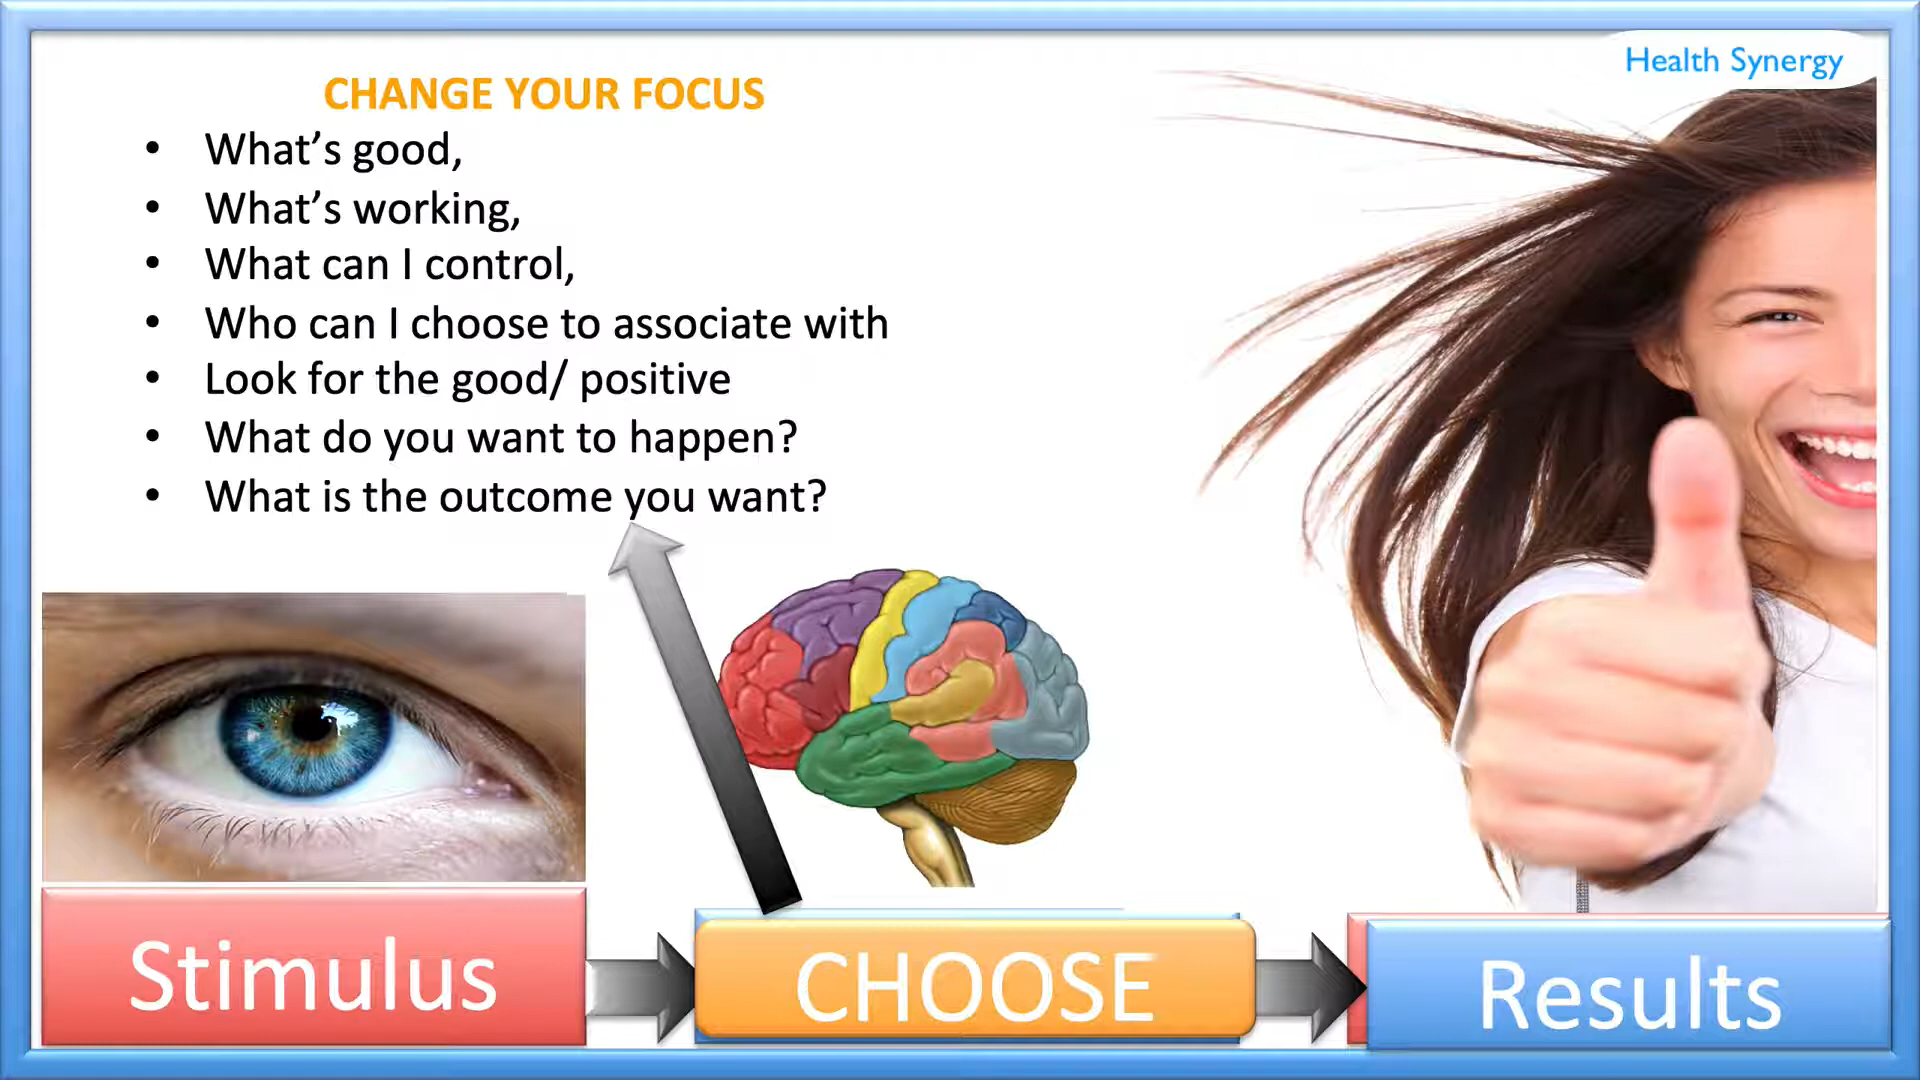 Health Synergy
CHANGE YOUR FOCUS
• What’s good,
• What’s working,
• What can I control,
• Who can I choose to associate with
• Look for the good/ positive
• What do you want to happen?
• What is the outcome you want?
Stimulus
CHOOSE
Results